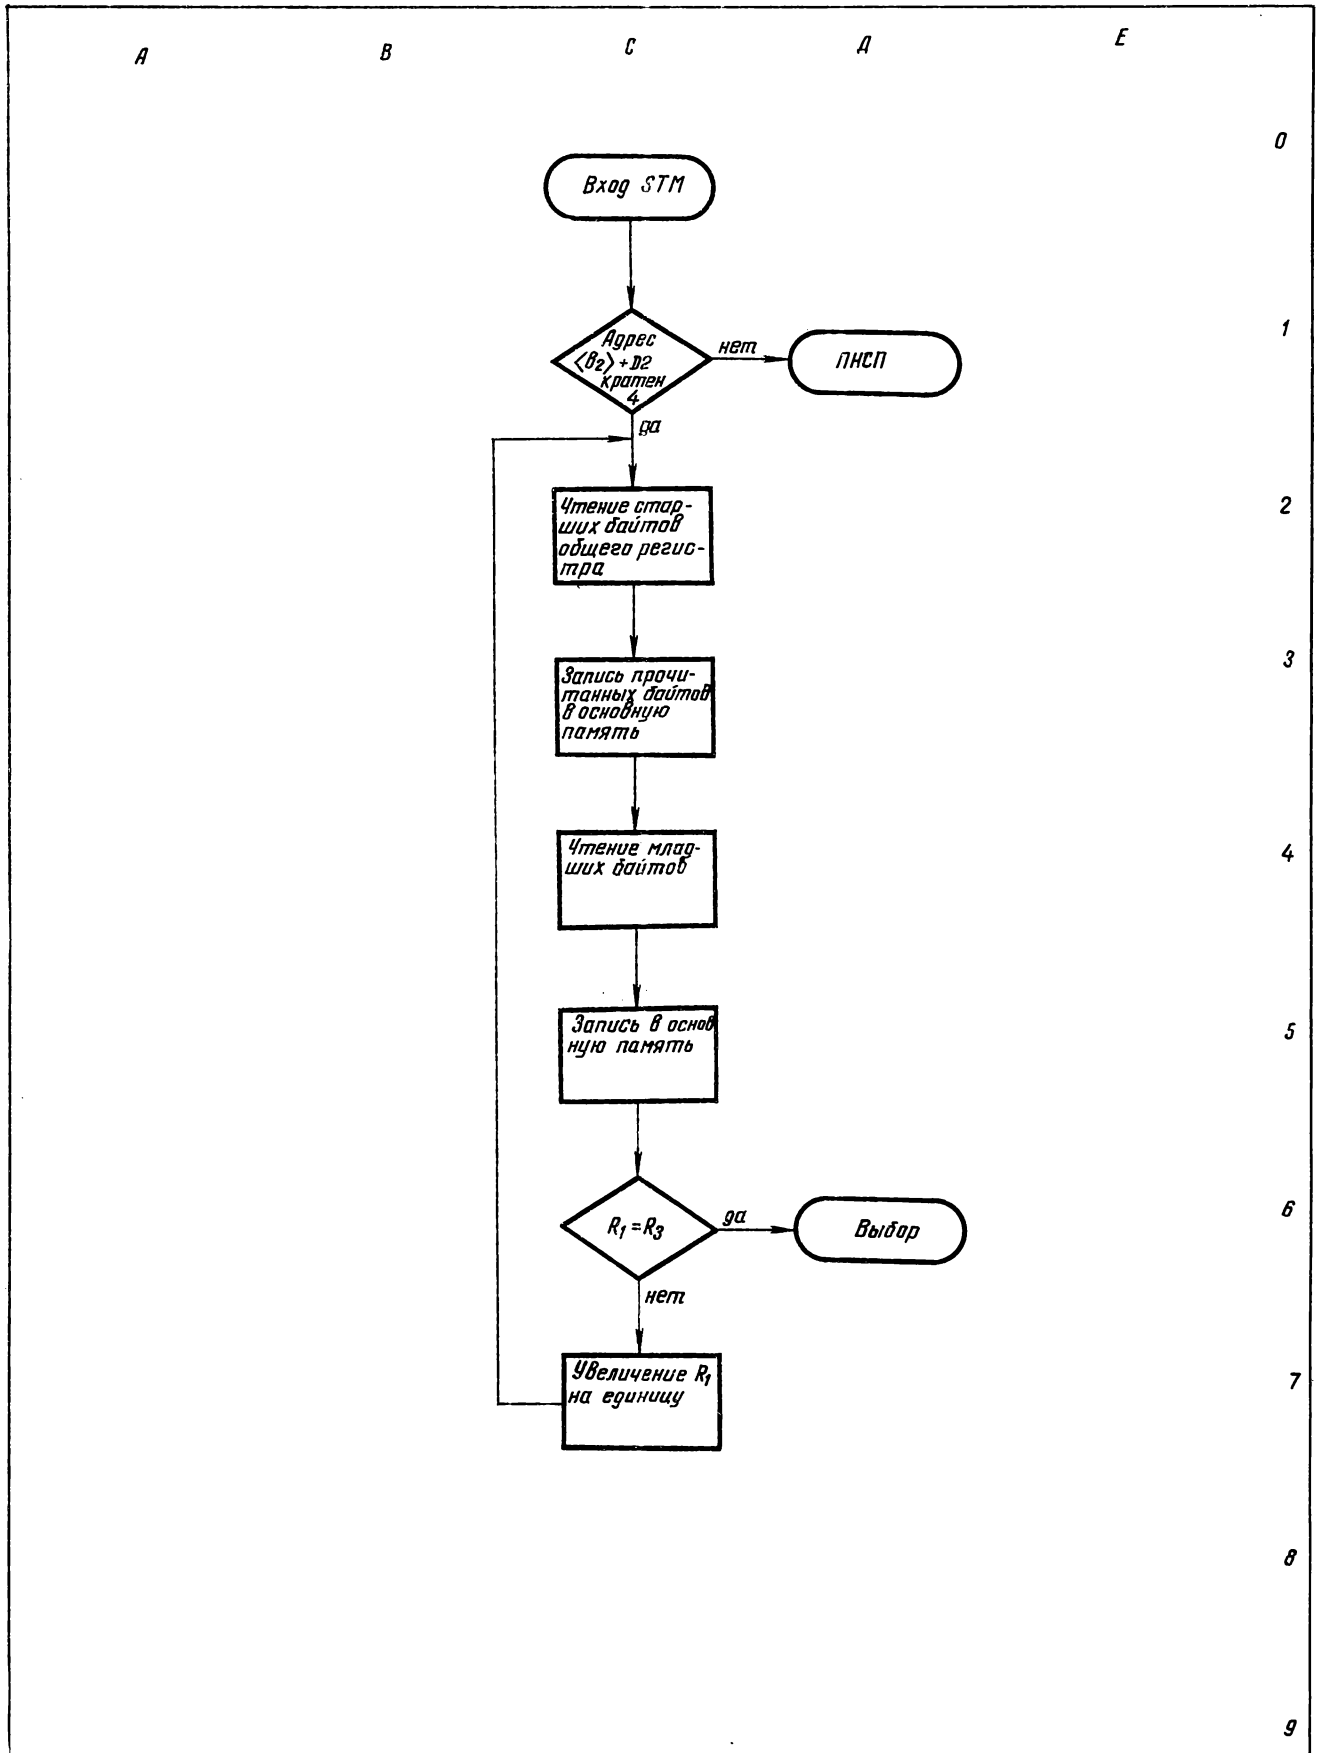 A B C Д E
0
Вход STM
1
Адрес
⟨B₂⟩ + D2
кратен
4
нет
ПНСП
да
2
Чтение стар-
ших байтов
общего регис-
тра
3
Запись прочи-
танных байтов
в основную
память
4
Чтение млад-
ших байтов
5
Запись в основ
ную память
6
R₁ = R₃
да
Выбор
нет
7
Увеличение R₁
на единицу
8
9